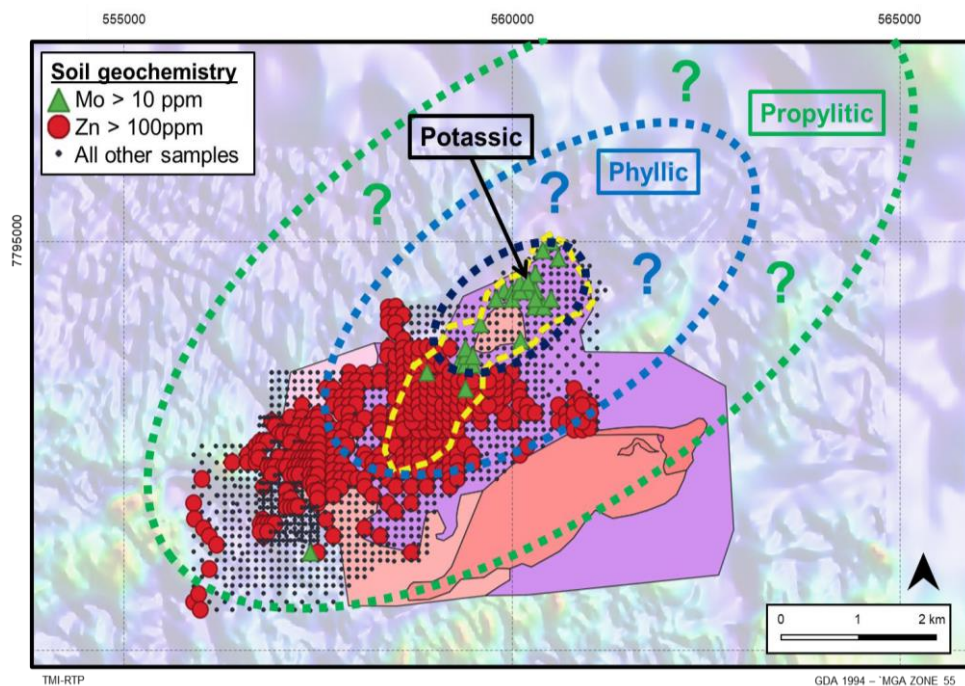 555000
560000
565000
Soil geochemistry
Mo > 10 ppm
Zn > 100ppm
All other samples
?
Propylitic
Potassic
Phyllic
?
?
7795000
?
?
0 1 2 km
TMI-RTP
GDA 1994 – `MGA ZONE 55